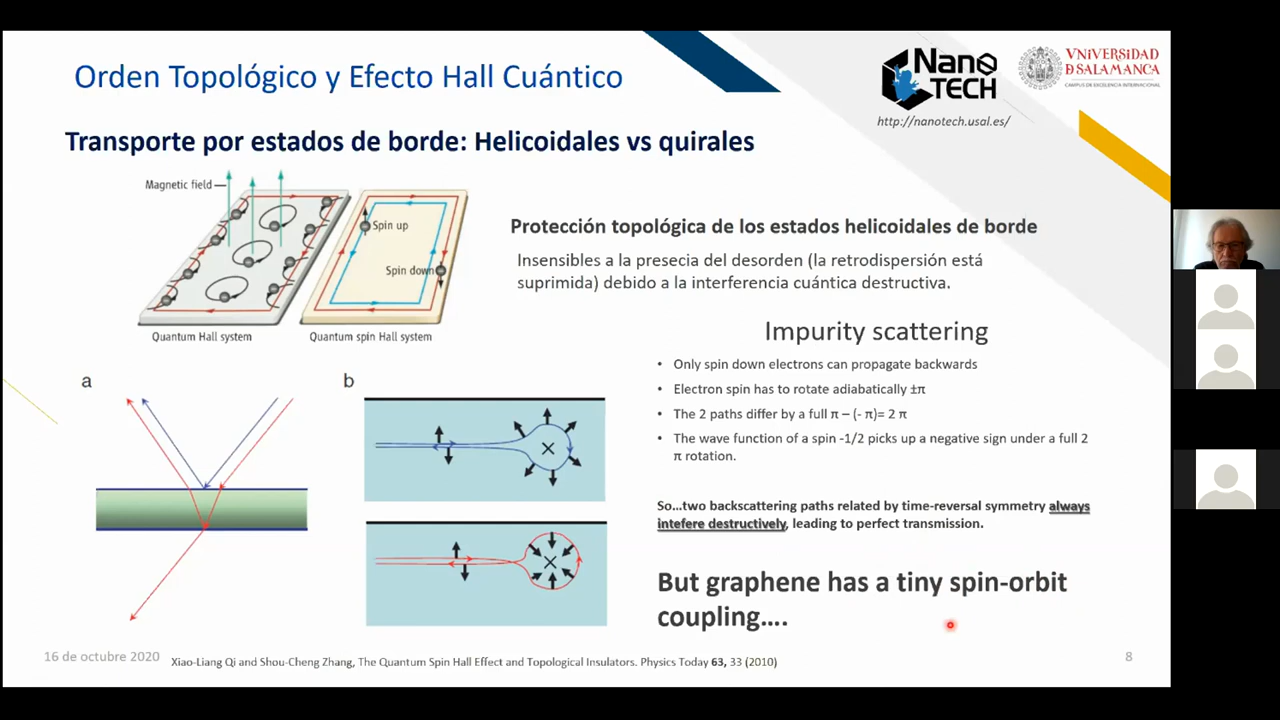 Orden Topológico y Efecto Hall Cuántico
Nano
TECH
http://nanotech.usal.es/
VNiVERSiDAD
D SALAMANCA
CAMPUS DE EXCELENCIA INTERNACIONAL
Transporte por estados de borde: Helicoidales vs quirales
Magnetic field
Spin up
Spin down
Quantum Hall system
Quantum spin Hall system
Protección topológica de los estados helicoidales de borde
Insensibles a la presecia del desorden (la retrodispersión está
suprimida) debido a la interferencia cuántica destructiva.
Impurity scattering
• Only spin down electrons can propagate backwards
• Electron spin has to rotate adiabatically ±π
• The 2 paths differ by a full π – (- π)= 2 π
• The wave function of a spin -1/2 picks up a negative sign under a full 2
π rotation.
a
b
So…two backscattering paths related by time-reversal symmetry always
intefere destructively, leading to perfect transmission.
But graphene has a tiny spin-orbit
coupling….
16 de octubre 2020
Xiao-Liang Qi and Shou-Cheng Zhang, The Quantum Spin Hall Effect and Topological Insulators. Physics Today 63, 33 (2010)
8